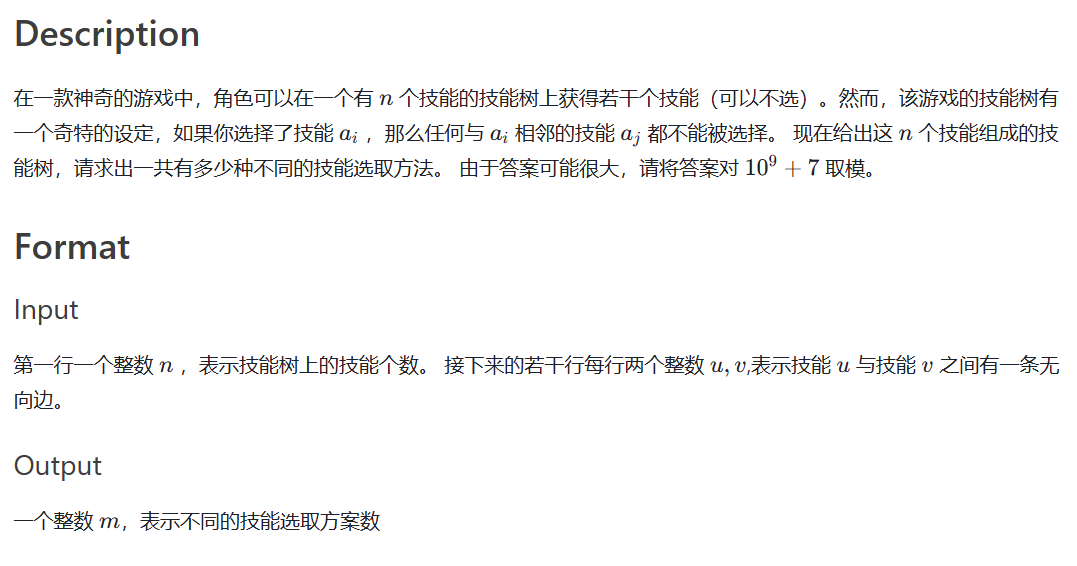 Description
在一款神奇的游戏中，角色可以在一个有 n 个技能的技能树上获得若干个技能（可以不选）。然而，该游戏的技能树有
一个奇特的设定，如果你选择了技能 a_i ，那么任何与 a_i 相邻的技能 a_j 都不能被选择。 现在给出这 n 个技能组成的技
能树，请求出一共有多少种不同的技能选取方法。 由于答案可能很大，请将答案对 10^9 + 7 取模。
Format
Input
第一行一个整数 n ，表示技能树上的技能个数。 接下来的若干行每行两个整数 u, v,表示技能 u 与技能 v 之间有一条无
向边。
Output
一个整数 m，表示不同的技能选取方案数